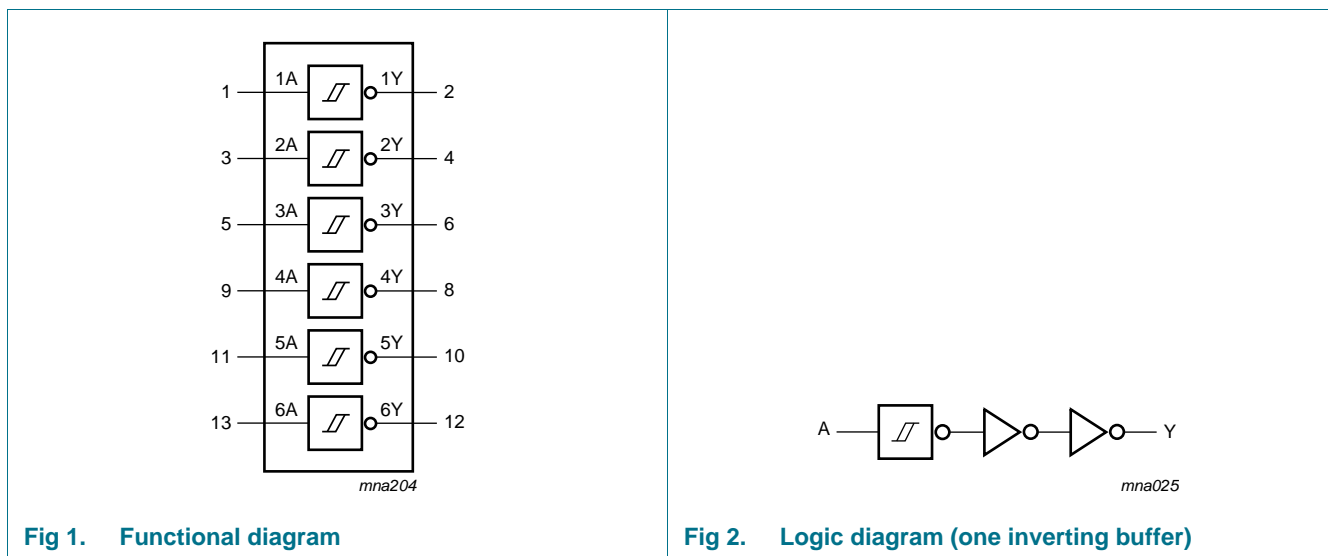 1 1A 1Y 2
3 2A 2Y 4
5 3A 3Y 6
9 4A 4Y 8
11 5A 5Y 10
13 6A 6Y 12
mna204
Fig 1. Functional diagram
A Y
mna025
Fig 2. Logic diagram (one inverting buffer)